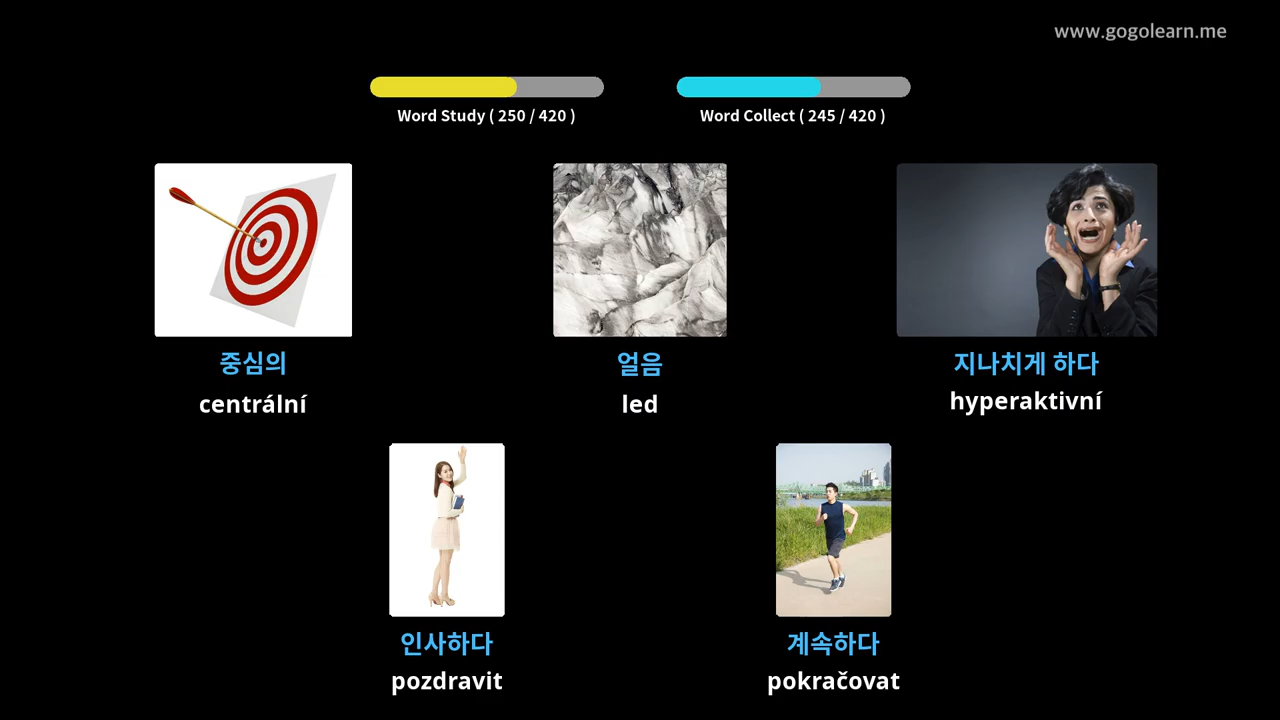 www.gogolearn.me
Word Study ( 250 / 420 )
Word Collect ( 245 / 420 )
중심의
centrální
얼음
led
지나치게 하다
hyperaktivní
인사하다
pozdravit
계속하다
pokračovat